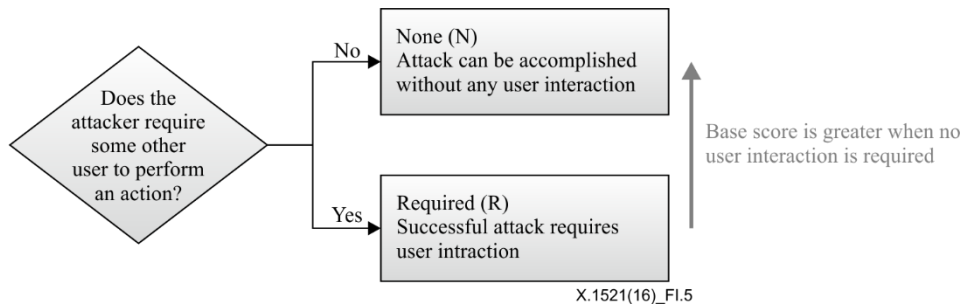 Does the
attacker require
some other
user to perform
an action?
No
None (N)
Attack can be accomplished
without any user interaction
Yes
Required (R)
Successful attack requires
user intraction
Base score is greater when no
user interaction is required
X.1521(16)_FI.5